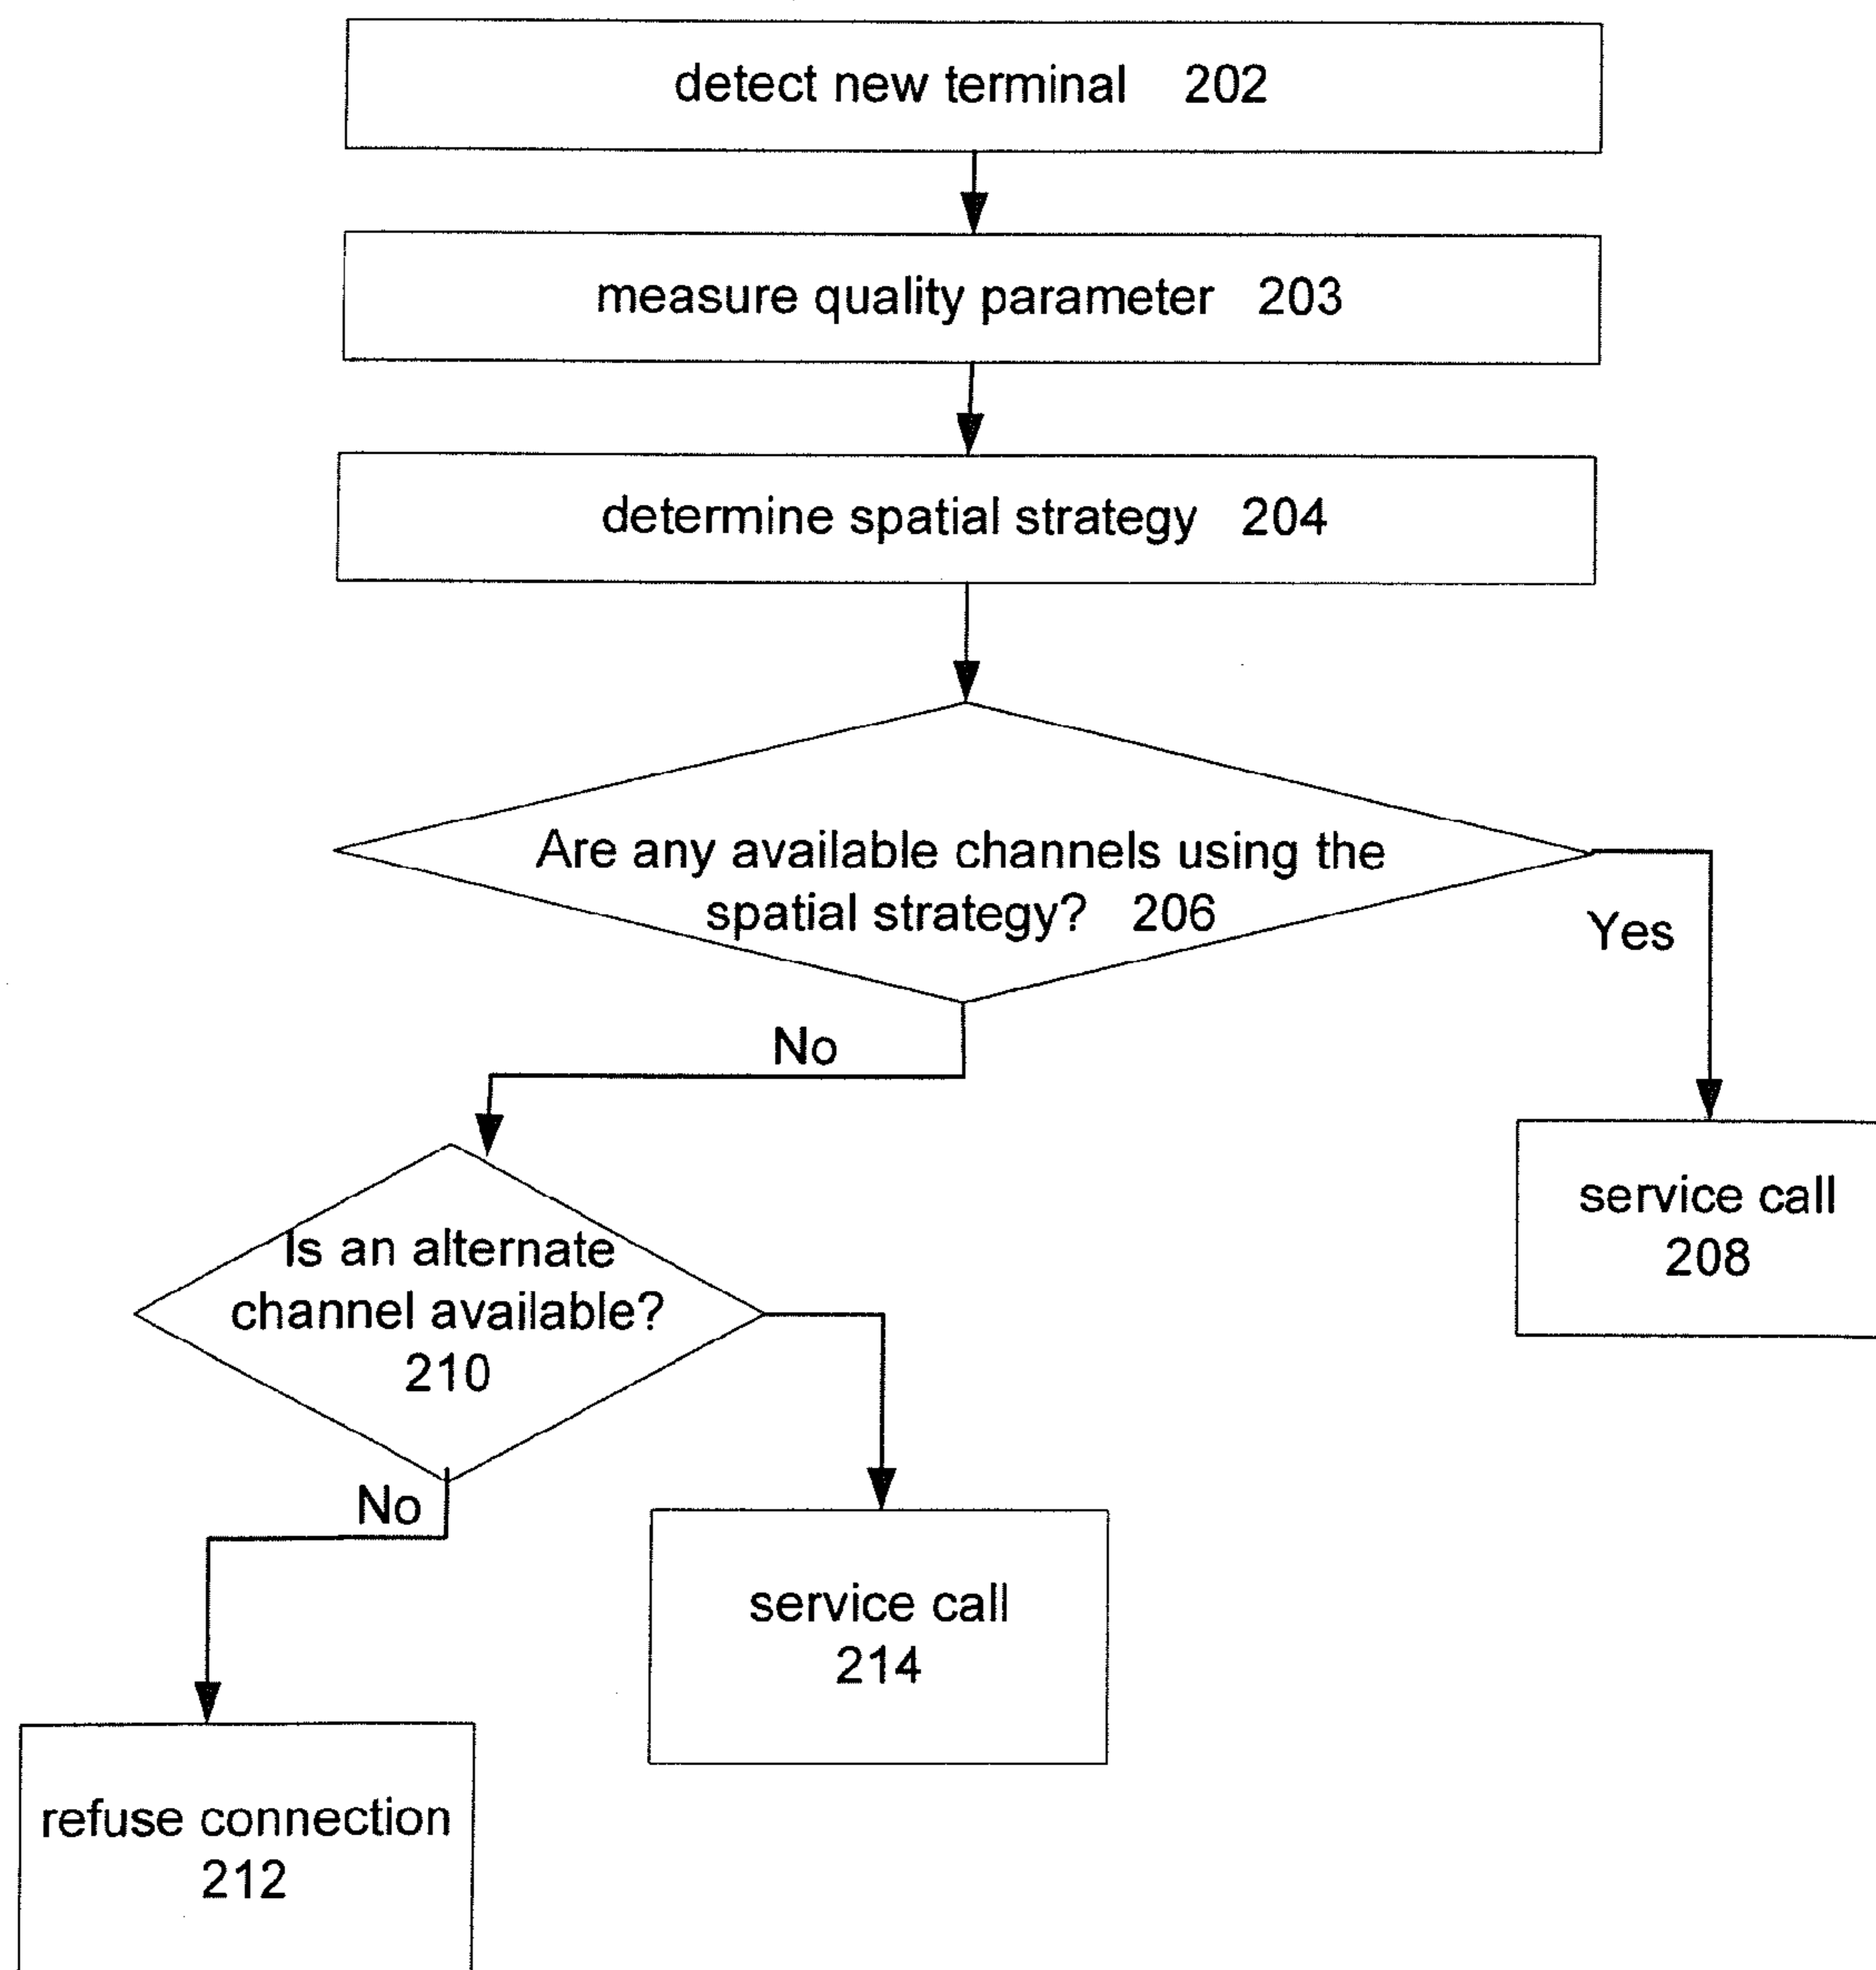 detect new terminal 202
measure quality parameter 203
determine spatial strategy 204
Are any available channels using the
spatial strategy? 206
Yes
No
service call
208
Is an alternate
channel available?
210
No
service call
214
refuse connection
212